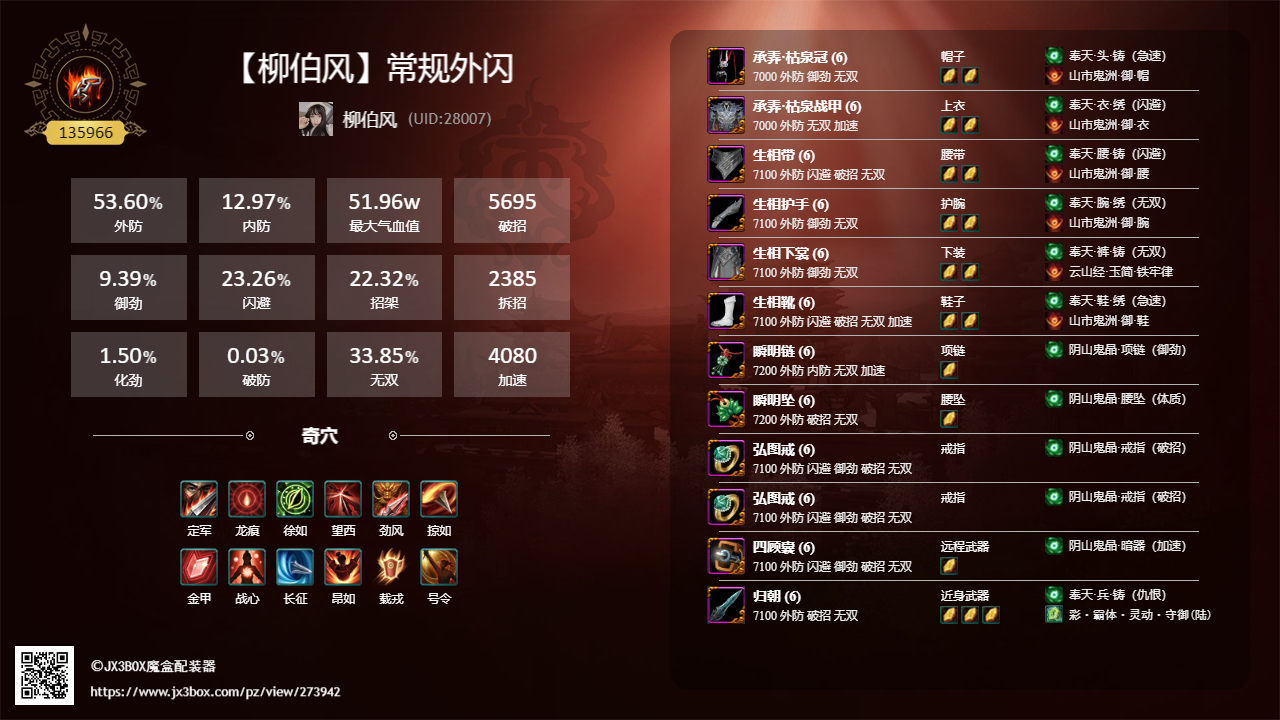 135966
【柳伯风】常规外闪
柳伯风 (UID:28007)
53.60% 12.97% 51.96w 5695
外防 内防 最大气血值 破招
9.39% 23.26% 22.32% 2385
御劲 闪避 招架 拆招
1.50% 0.03% 33.85% 4080
化劲 破防 无双 加速
奇穴
定军 龙痕 徐如 望西 劲风 掠如
金甲 战心 长征 昂如 载戎 号令
©JX3BOX魔盒配装器
https://www.jx3box.com/pz/view/273942
承弄·枯泉冠 (6) 帽子 奉天·头·铸（急速）
7000 外防 御劲 无双 山市鬼洲·御·帽
承弄·枯泉战甲 (6) 上衣 奉天·衣·绣（闪避）
7000 外防 无双 加速 山市鬼洲·御·衣
生相带 (6) 腰带 奉天·腰·铸（闪避）
7100 外防 闪避 破招 无双 山市鬼洲·御·腰
生相护手 (6) 护腕 奉天·腕·绣（无双）
7100 外防 御劲 无双 山市鬼洲·御·腕
生相下裳 (6) 下装 奉天·裤·铸（无双）
7100 外防 御劲 无双 云山经·玉简·铁牢律
生相靴 (6) 鞋子 奉天·鞋·绣（急速）
7100 外防 闪避 破招 无双 加速 山市鬼洲·御·鞋
瞬明链 (6) 项链 阴山鬼晶·项链（御劲）
7200 外防 内防 无双 加速
瞬明坠 (6) 腰坠 阴山鬼晶·腰坠（体质）
7200 外防 破招 无双
弘图戒 (6) 戒指 阴山鬼晶·戒指（破招）
7100 外防 闪避 御劲 破招 无双
弘图戒 (6) 戒指 阴山鬼晶·戒指（破招）
7100 外防 闪避 御劲 破招 无双
四顾囊 (6) 远程武器 阴山鬼晶·暗器（加速）
7100 外防 闪避 御劲 破招 无双
归朝 (6) 近身武器 奉天·兵·铸（仇恨）
7100 外防 破招 无双 彩·霸体·灵动·守御(陆)